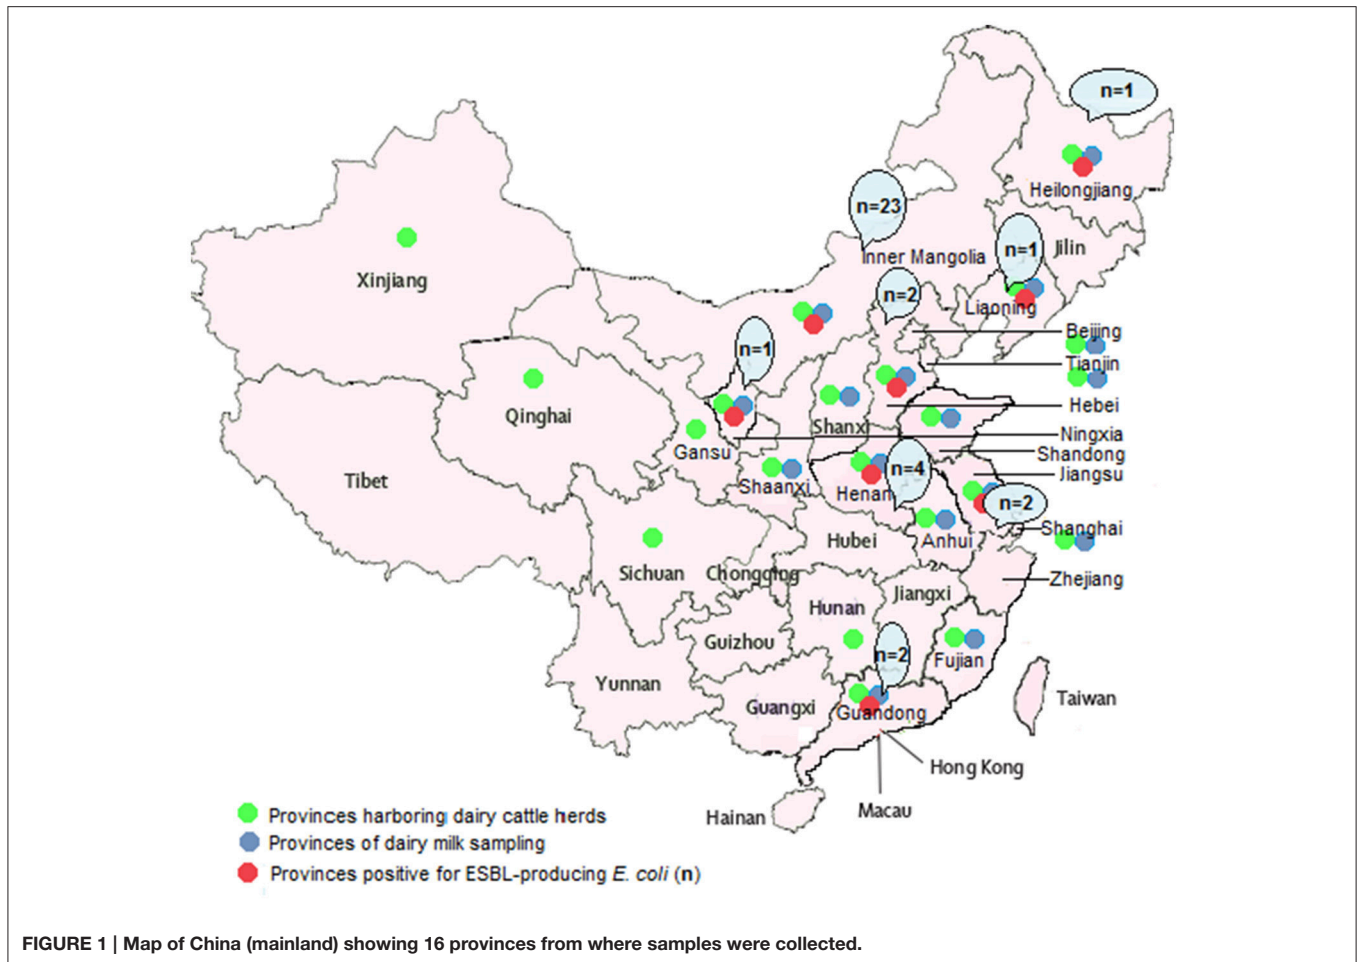 n=1
Heilongjiang
n=23
n=1
Jilin
Inner Mangolia
Xinjiang
n=2
Liaoning
Beijing
n=1
Tianjin
Qinghai
Hebei
Shanxi
Ningxia
Gansu
Shandong
n=4
Jiangsu
Tibet
Shaanxi
Henan
n=2
Shanghai
Hubei
Anhui
Sichuan
Chongqing
Zhejiang
Jiangxi
Hunan
Guizhou
n=2
Fujian
Yunnan
Guangxi
Guandong
Taiwan
Hong Kong
Macau
Hainan
Provinces harboring dairy cattle herds
Provinces of dairy milk sampling
Provinces positive for ESBL-producing E. coli (n)
FIGURE 1 | Map of China (mainland) showing 16 provinces from where samples were collected.